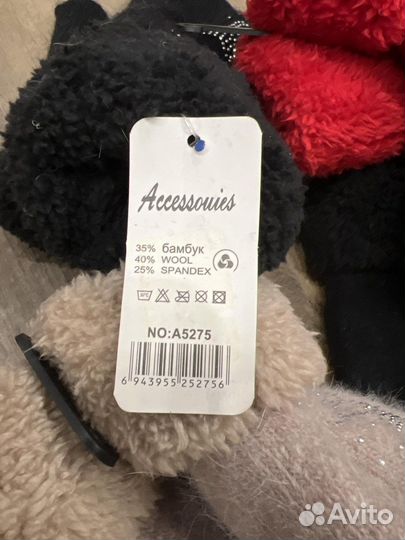 Accessouies
35% бамбук
40% WOOL
25% SPANDEX
NO:A5275
6 943955 252756
Avito